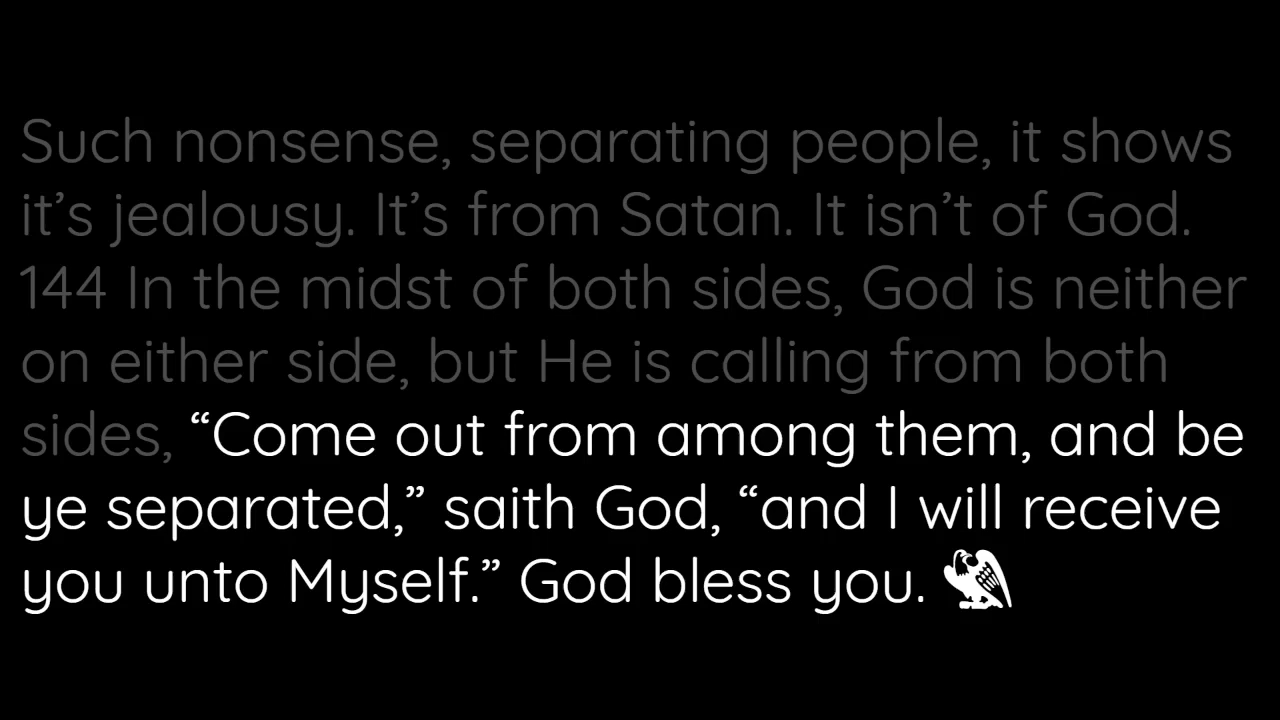 Such nonsense, separating people, it shows
it’s jealousy. It’s from Satan. It isn’t of God.
144 In the midst of both sides, God is neither
on either side, but He is calling from both
sides, “Come out from among them, and be
ye separated,” saith God, “and I will receive
you unto Myself.” God bless you.